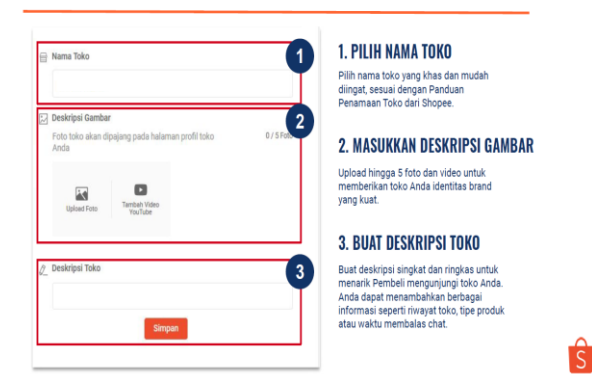 Nama Toko
1
Deskripsi Gambar
Foto toko akan dipajang pada halaman profil toko
Anda
0 / 5 Foto
2
Upload Foto
Tambah Video
YouTube
Deskripsi Toko
3
Simpan
1. PILIH NAMA TOKO
Pilih nama toko yang khas dan mudah
diingat, sesuai dengan Panduan
Penamaan Toko dari Shopee.
2. MASUKKAN DESKRIPSI GAMBAR
Upload hingga 5 foto dan video untuk
memberikan toko Anda identitas brand
yang kuat.
3. BUAT DESKRIPSI TOKO
Buat deskripsi singkat dan ringkas untuk
menarik Pembeli mengunjungi toko Anda.
Anda dapat menambahkan berbagai
informasi seperti riwayat toko, tipe produk
atau waktu membalas chat.
S